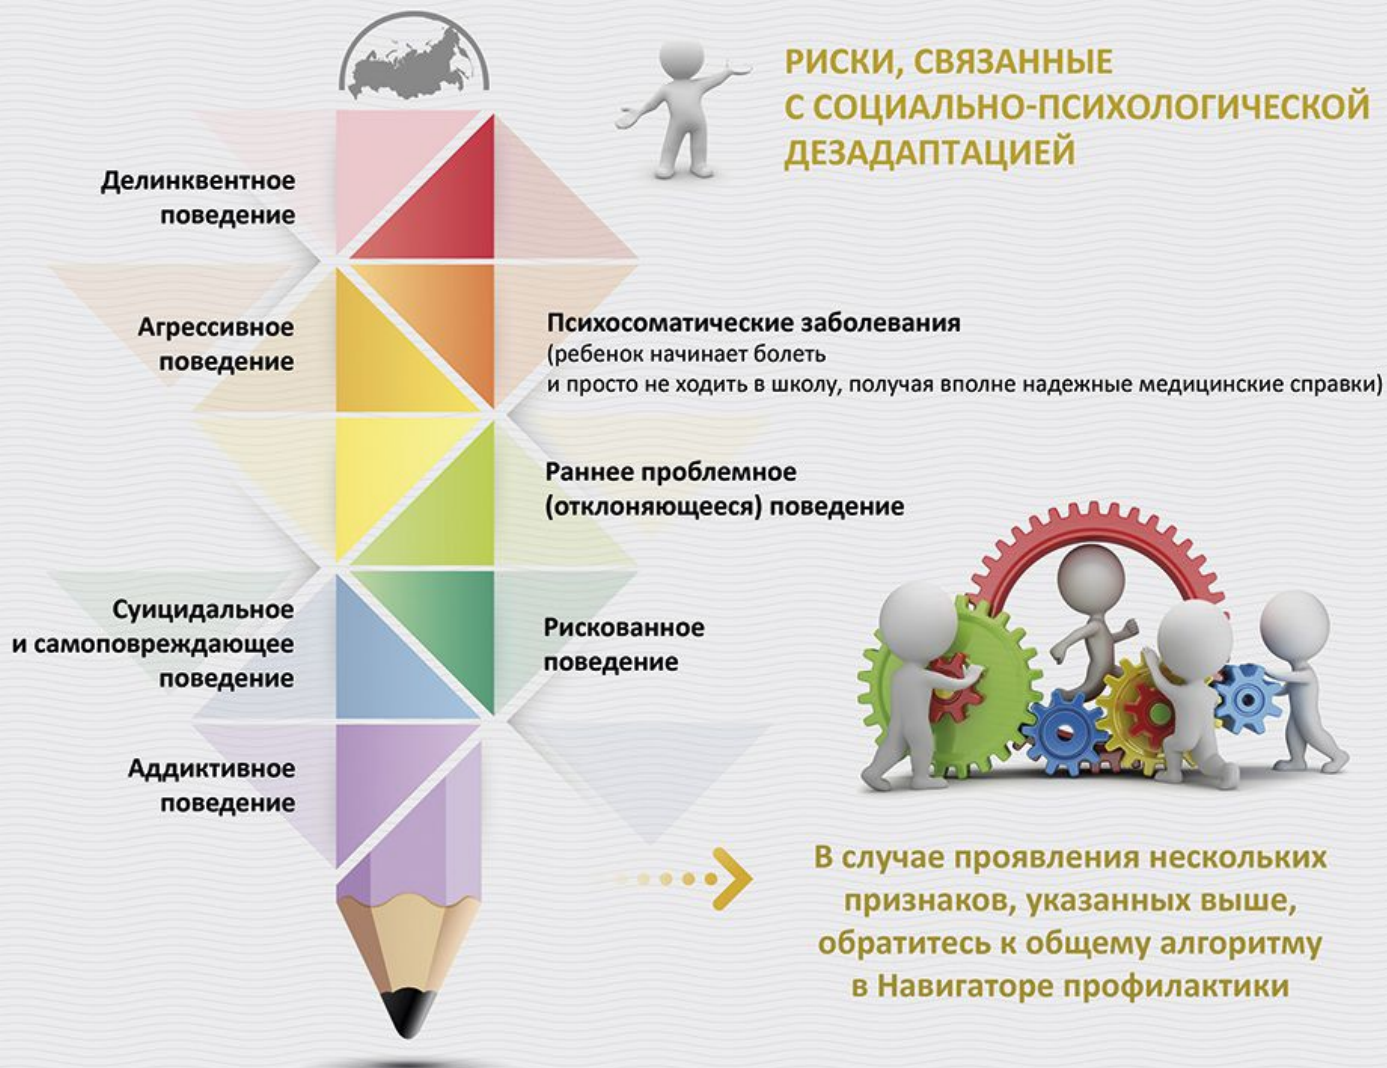 РИСКИ, СВЯЗАННЫЕ
С СОЦИАЛЬНО-ПСИХОЛОГИЧЕСКОЙ
ДЕЗАДАПТАЦИЕЙ
Делинквентное
поведение
Агрессивное
поведение
Психосоматические заболевания
(ребенок начинает болеть
и просто не ходить в школу, получая вполне надежные медицинские справки)
Раннее проблемное
(отклоняющееся) поведение
Суицидальное
и самоповреждающее
поведение
Рискованное
поведение
Аддиктивное
поведение
В случае проявления нескольких
признаков, указанных выше,
обратитесь к общему алгоритму
в Навигаторе профилактики